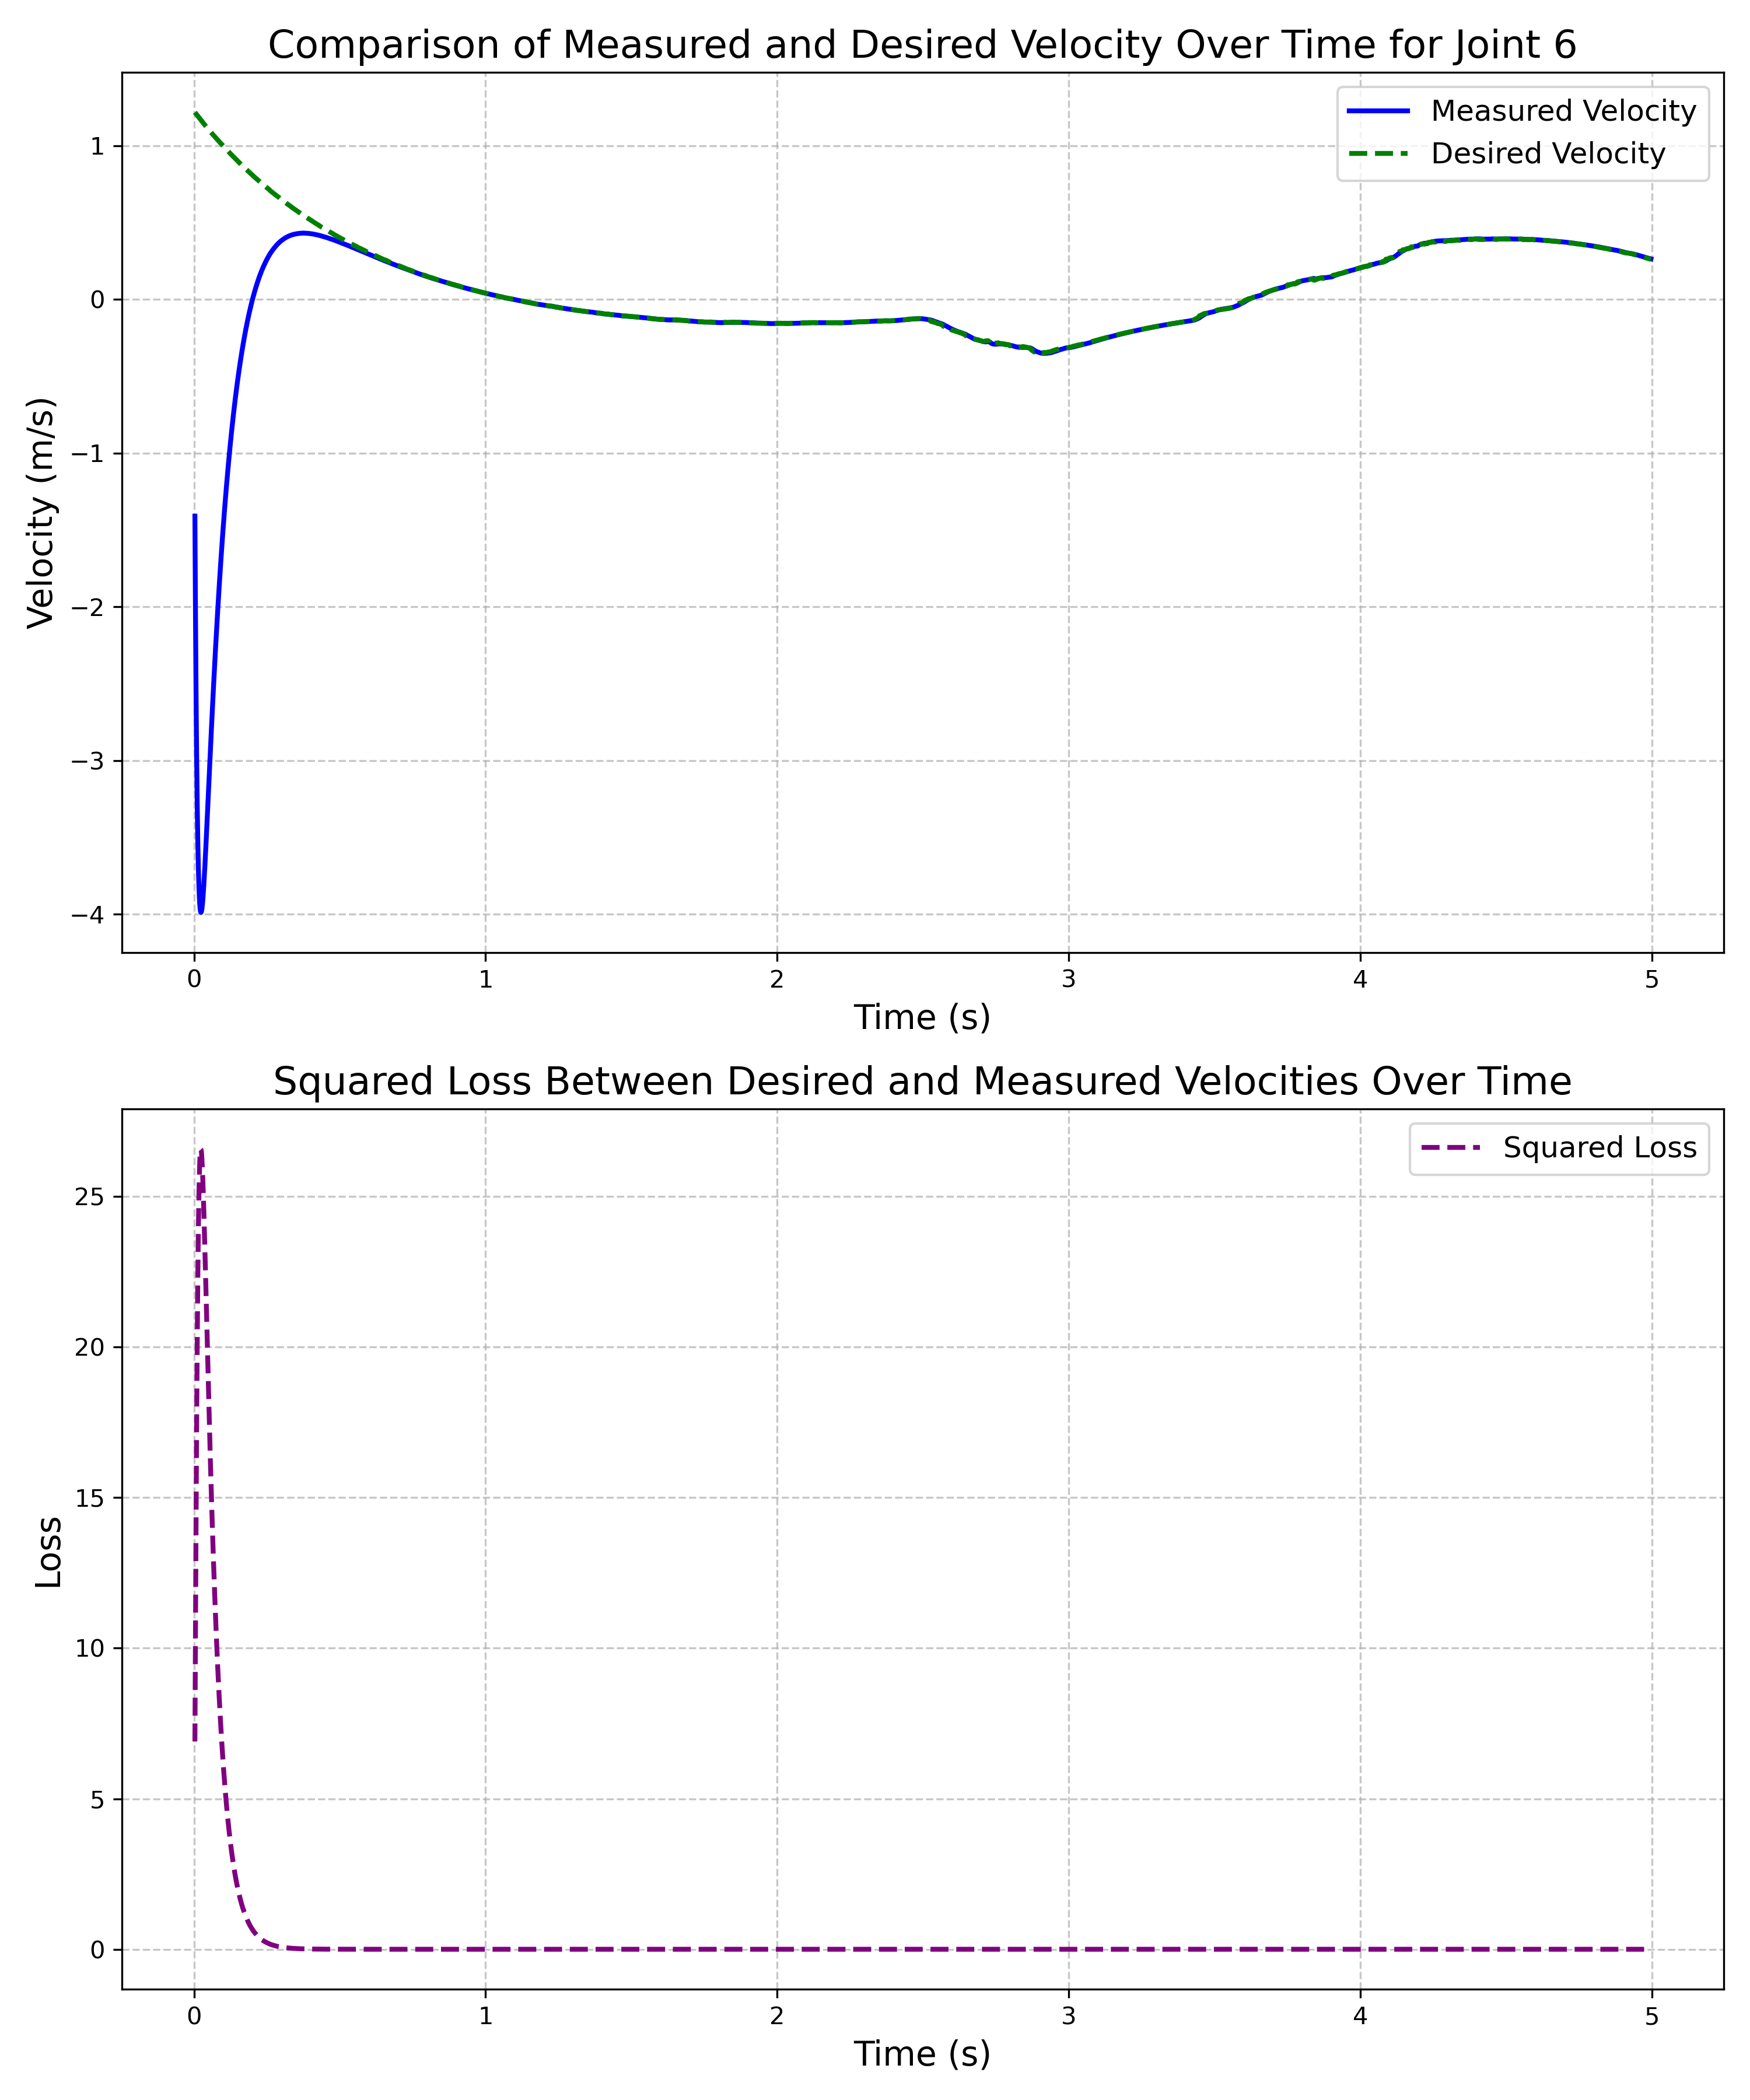 Comparison of Measured and Desired Velocity Over Time for Joint 6
Measured Velocity
Desired Velocity
Velocity (m/s)
1
0
−1
−2
−3
−4
0 1 2 3 4 5
Time (s)
Squared Loss Between Desired and Measured Velocities Over Time
Squared Loss
Loss
25
20
15
10
5
0
0 1 2 3 4 5
Time (s)